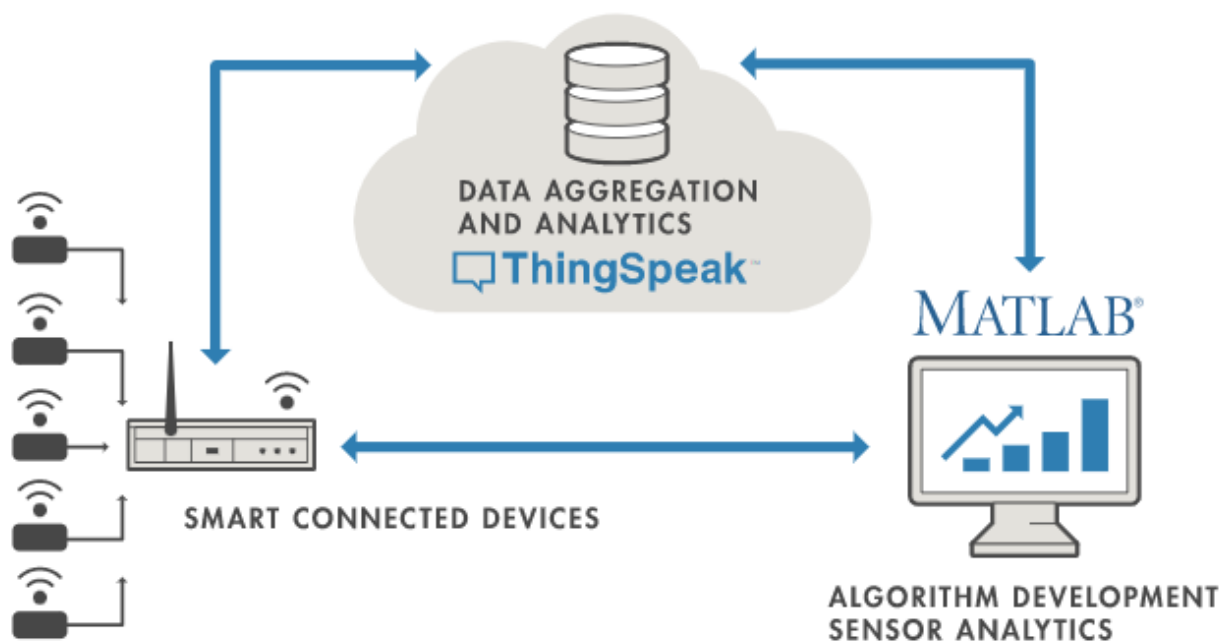 DATA AGGREGATION
AND ANALYTICS
ThingSpeak™
MATLAB®
SMART CONNECTED DEVICES
ALGORITHM DEVELOPMENT
SENSOR ANALYTICS